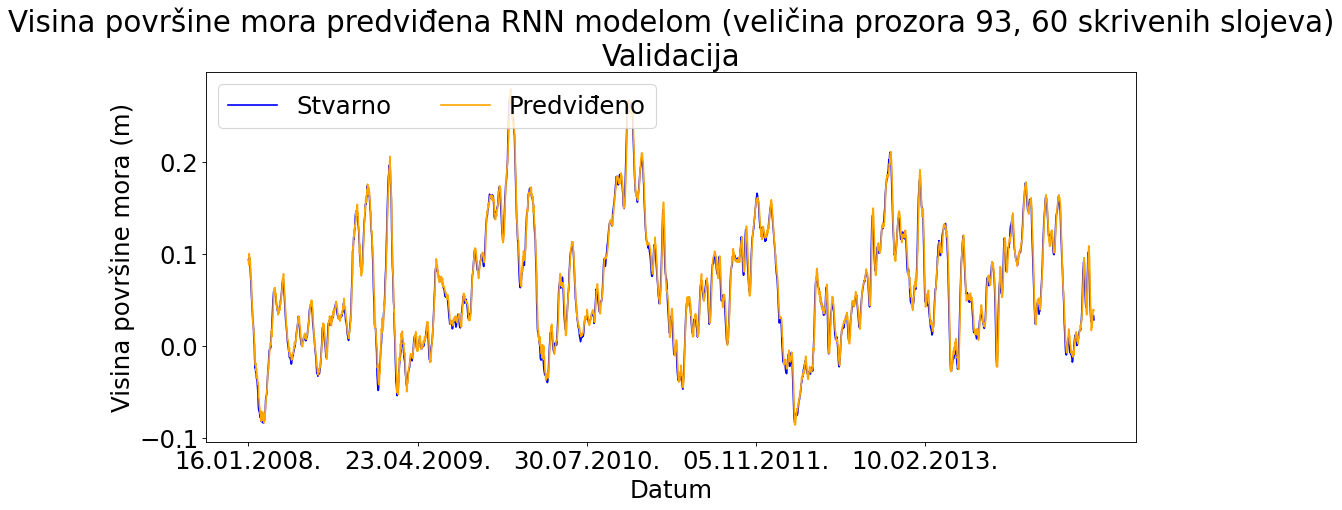 Visina površine mora predviđena RNN modelom (veličina prozora 93, 60 skrivenih slojeva)
Validacija
Stvarno Predviđeno
Visina površine mora (m)
0.2
0.1
0.0
−0.1
16.01.2008. 23.04.2009. 30.07.2010. 05.11.2011. 10.02.2013.
Datum